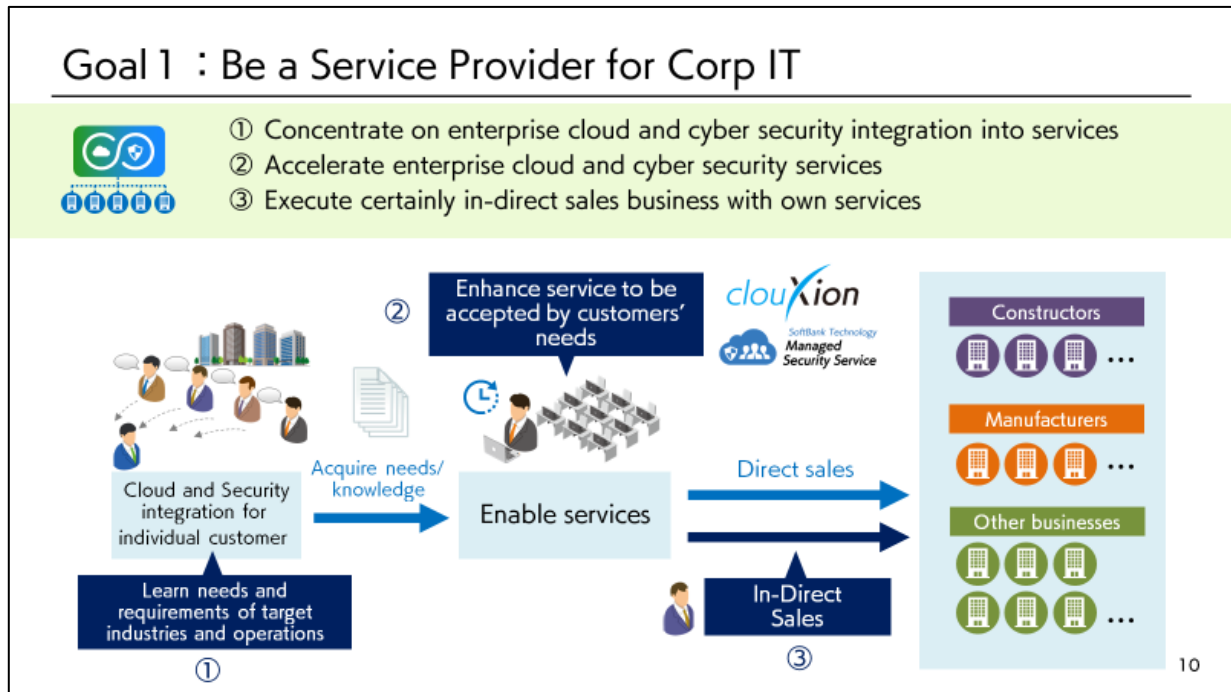 Goal 1：Be a Service Provider for Corp IT
① Concentrate on enterprise cloud and cyber security integration into services
② Accelerate enterprise cloud and cyber security services
③ Execute certainly in-direct sales business with own services
②
Enhance service to be
accepted by customers'
needs
clouXion
SoftBank Technology
Managed
Security Service
Acquire needs/
knowledge
Cloud and Security
integration for
individual customer
Enable services
Direct sales
Learn needs and
requirements of target
industries and operations
①
In-Direct
Sales
③
Constructors
...
Manufacturers
...
Other businesses
...
10